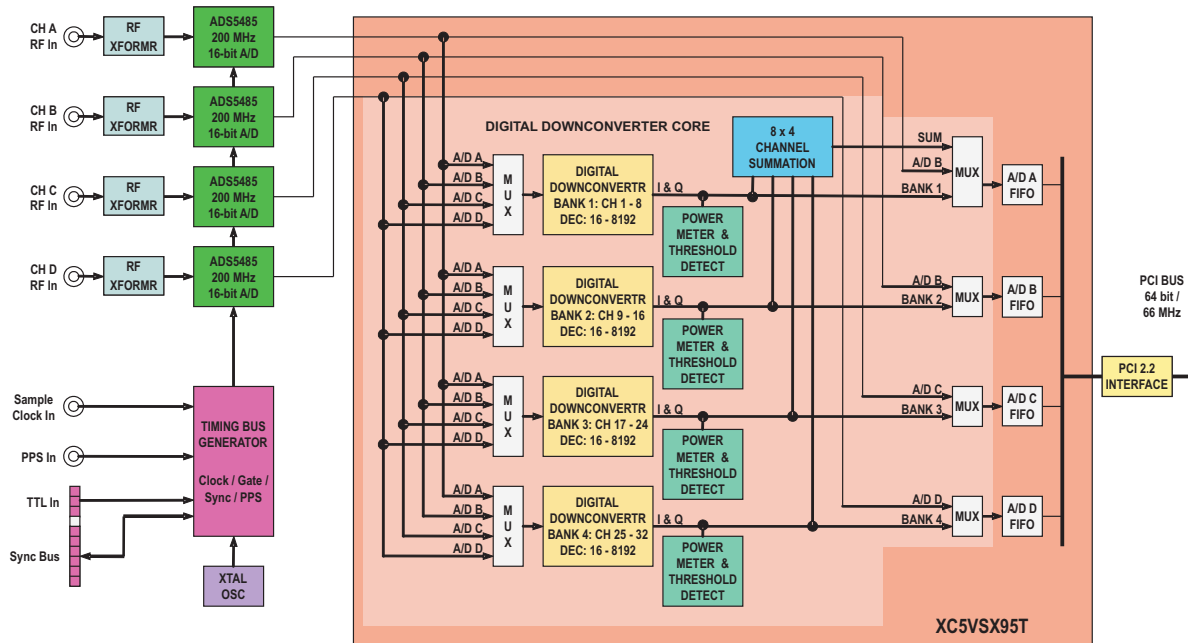 CH A
RF In
RF
XFORMR
ADS5485
200 MHz
16-bit A/D
CH B
RF In
RF
XFORMR
ADS5485
200 MHz
16-bit A/D
CH C
RF In
RF
XFORMR
ADS5485
200 MHz
16-bit A/D
CH D
RF In
RF
XFORMR
ADS5485
200 MHz
16-bit A/D
Sample
Clock In
PPS In
TTL In
Sync Bus
TIMING BUS
GENERATOR
Clock / Gate /
Sync / PPS
XTAL
OSC
DIGITAL DOWNCONVERTER CORE
8 x 4
CHANNEL
SUMMATION
A/D A
A/D B
A/D C
A/D D
M
U
X
DIGITAL
DOWNCONVERTR
BANK 1: CH 1 - 8
DEC: 16 - 8192
I & Q
POWER
METER &
THRESHOLD
DETECT
SUM
A/D B
BANK 1
MUX
A/D A
FIFO
A/D A
A/D B
A/D C
A/D D
M
U
X
DIGITAL
DOWNCONVERTR
BANK 2: CH 9 - 16
DEC: 16 - 8192
I & Q
POWER
METER &
THRESHOLD
DETECT
A/D B
BANK 2
MUX
A/D B
FIFO
A/D A
A/D B
A/D C
A/D D
M
U
X
DIGITAL
DOWNCONVERTR
BANK 3: CH 17 - 24
DEC: 16 - 8192
I & Q
POWER
METER &
THRESHOLD
DETECT
A/D C
BANK 3
MUX
A/D C
FIFO
A/D A
A/D B
A/D C
A/D D
M
U
X
DIGITAL
DOWNCONVERTR
BANK 4: CH 25 - 32
DEC: 16 - 8192
I & Q
POWER
METER &
THRESHOLD
DETECT
A/D D
BANK 4
MUX
A/D D
FIFO
PCI BUS
64 bit /
66 MHz
PCI 2.2
INTERFACE
XC5VSX95T